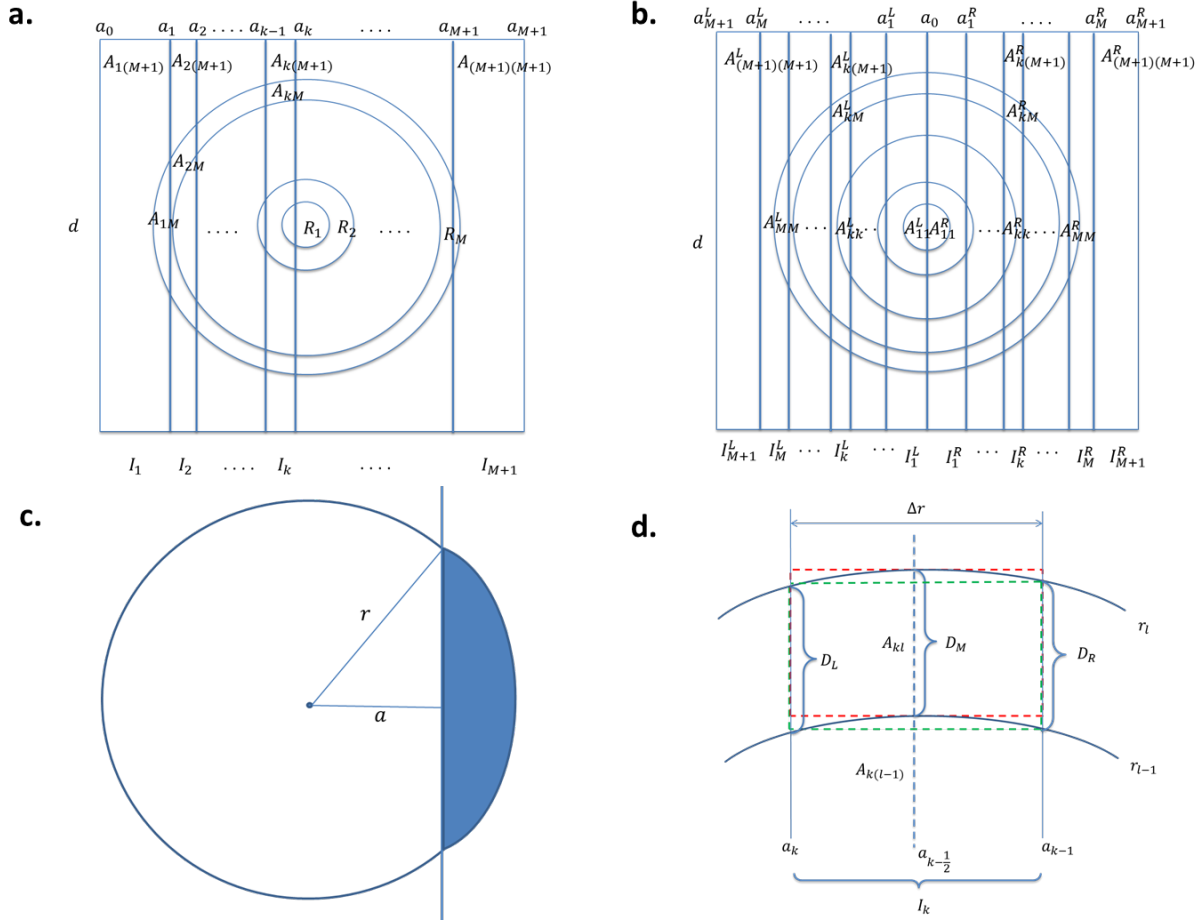 a.
a_0 a_1 a_2 .... a_{k-1} a_k .... a_{M+1} a_{M+1}
A_{1(M+1)} A_{2(M+1)} A_{k(M+1)} A_{(M+1)(M+1)}
A_{kM}
A_{2M}
A_{1M}
d .... R_1 R_2 .... R_M
I_1 I_2 .... I_k .... I_{M+1}
b.
a^L_{M+1} a^L_M .... a^L_1 a_0 a^R_1 .... a^R_M a^R_{M+1}
A^L_{(M+1)(M+1)} A^L_{k(M+1)} A^R_{k(M+1)} A^R_{(M+1)(M+1)}
A^L_{kM} A^R_{kM}
d A^L_{MM} ... A^L_{kk} ... A^L_{11} A^R_{11} ... A^R_{kk} ... A^R_{MM}
I^L_{M+1} I^L_M ... I^L_k ... I^L_1 I^R_1 ... I^R_k ... I^R_M I^R_{M+1}
c.
r
a
d.
Δr
r_l
D_L A_{kl} D_M D_R
A_{k(l-1)} r_{l-1}
a_k a_{k-1/2} a_{k-1}
I_k